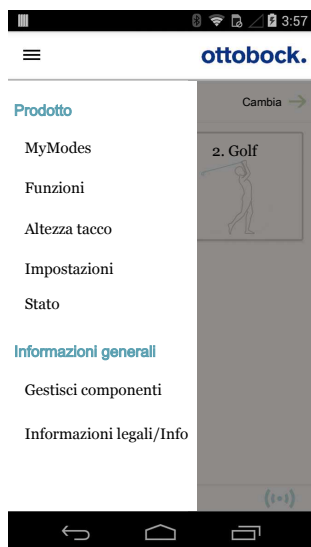 3:57
ottobock.
Prodotto
Cambia
MyModes
2. Golf
Funzioni
Altezza tacco
Impostazioni
Stato
Informazioni generali
Gestisci componenti
Informazioni legali/Info